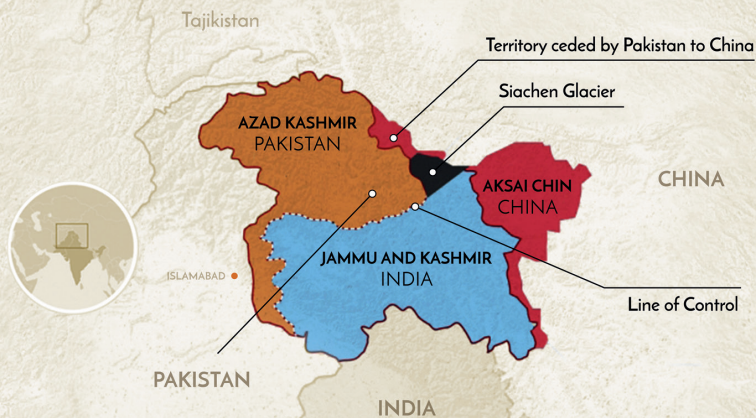 Tajikistan
Territory ceded by Pakistan to China
Siachen Glacier
AZAD KASHMIR
PAKISTAN
AKSAI CHIN
CHINA
CHINA
JAMMU AND KASHMIR
INDIA
ISLAMABAD
Line of Control
PAKISTAN
INDIA